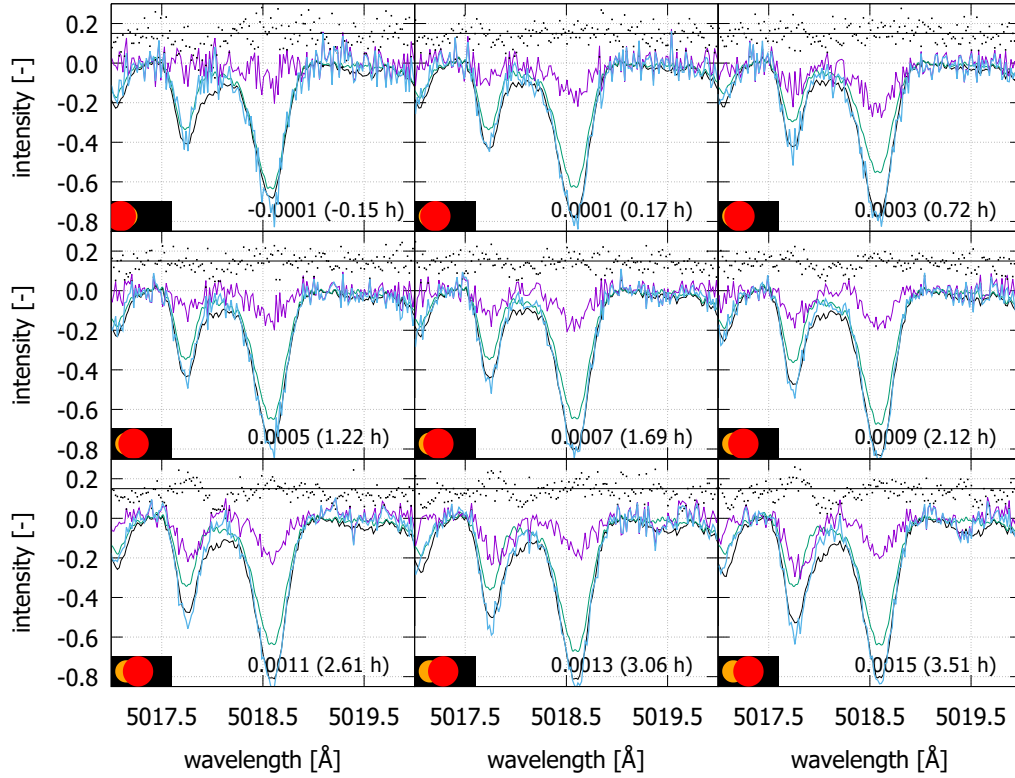 0.2
0.0
-0.2
-0.4
-0.6
-0.8
intensity [-]
-0.0001 (-0.15 h)
0.0001 (0.17 h)
0.0003 (0.72 h)
0.2
0.0
-0.2
-0.4
-0.6
-0.8
intensity [-]
0.0005 (1.22 h)
0.0007 (1.69 h)
0.0009 (2.12 h)
0.2
0.0
-0.2
-0.4
-0.6
-0.8
intensity [-]
0.0011 (2.61 h)
0.0013 (3.06 h)
0.0015 (3.51 h)
5017.5 5018.5 5019.5 5017.5 5018.5 5019.5 5017.5 5018.5 5019.5
wavelength [Å] wavelength [Å] wavelength [Å]